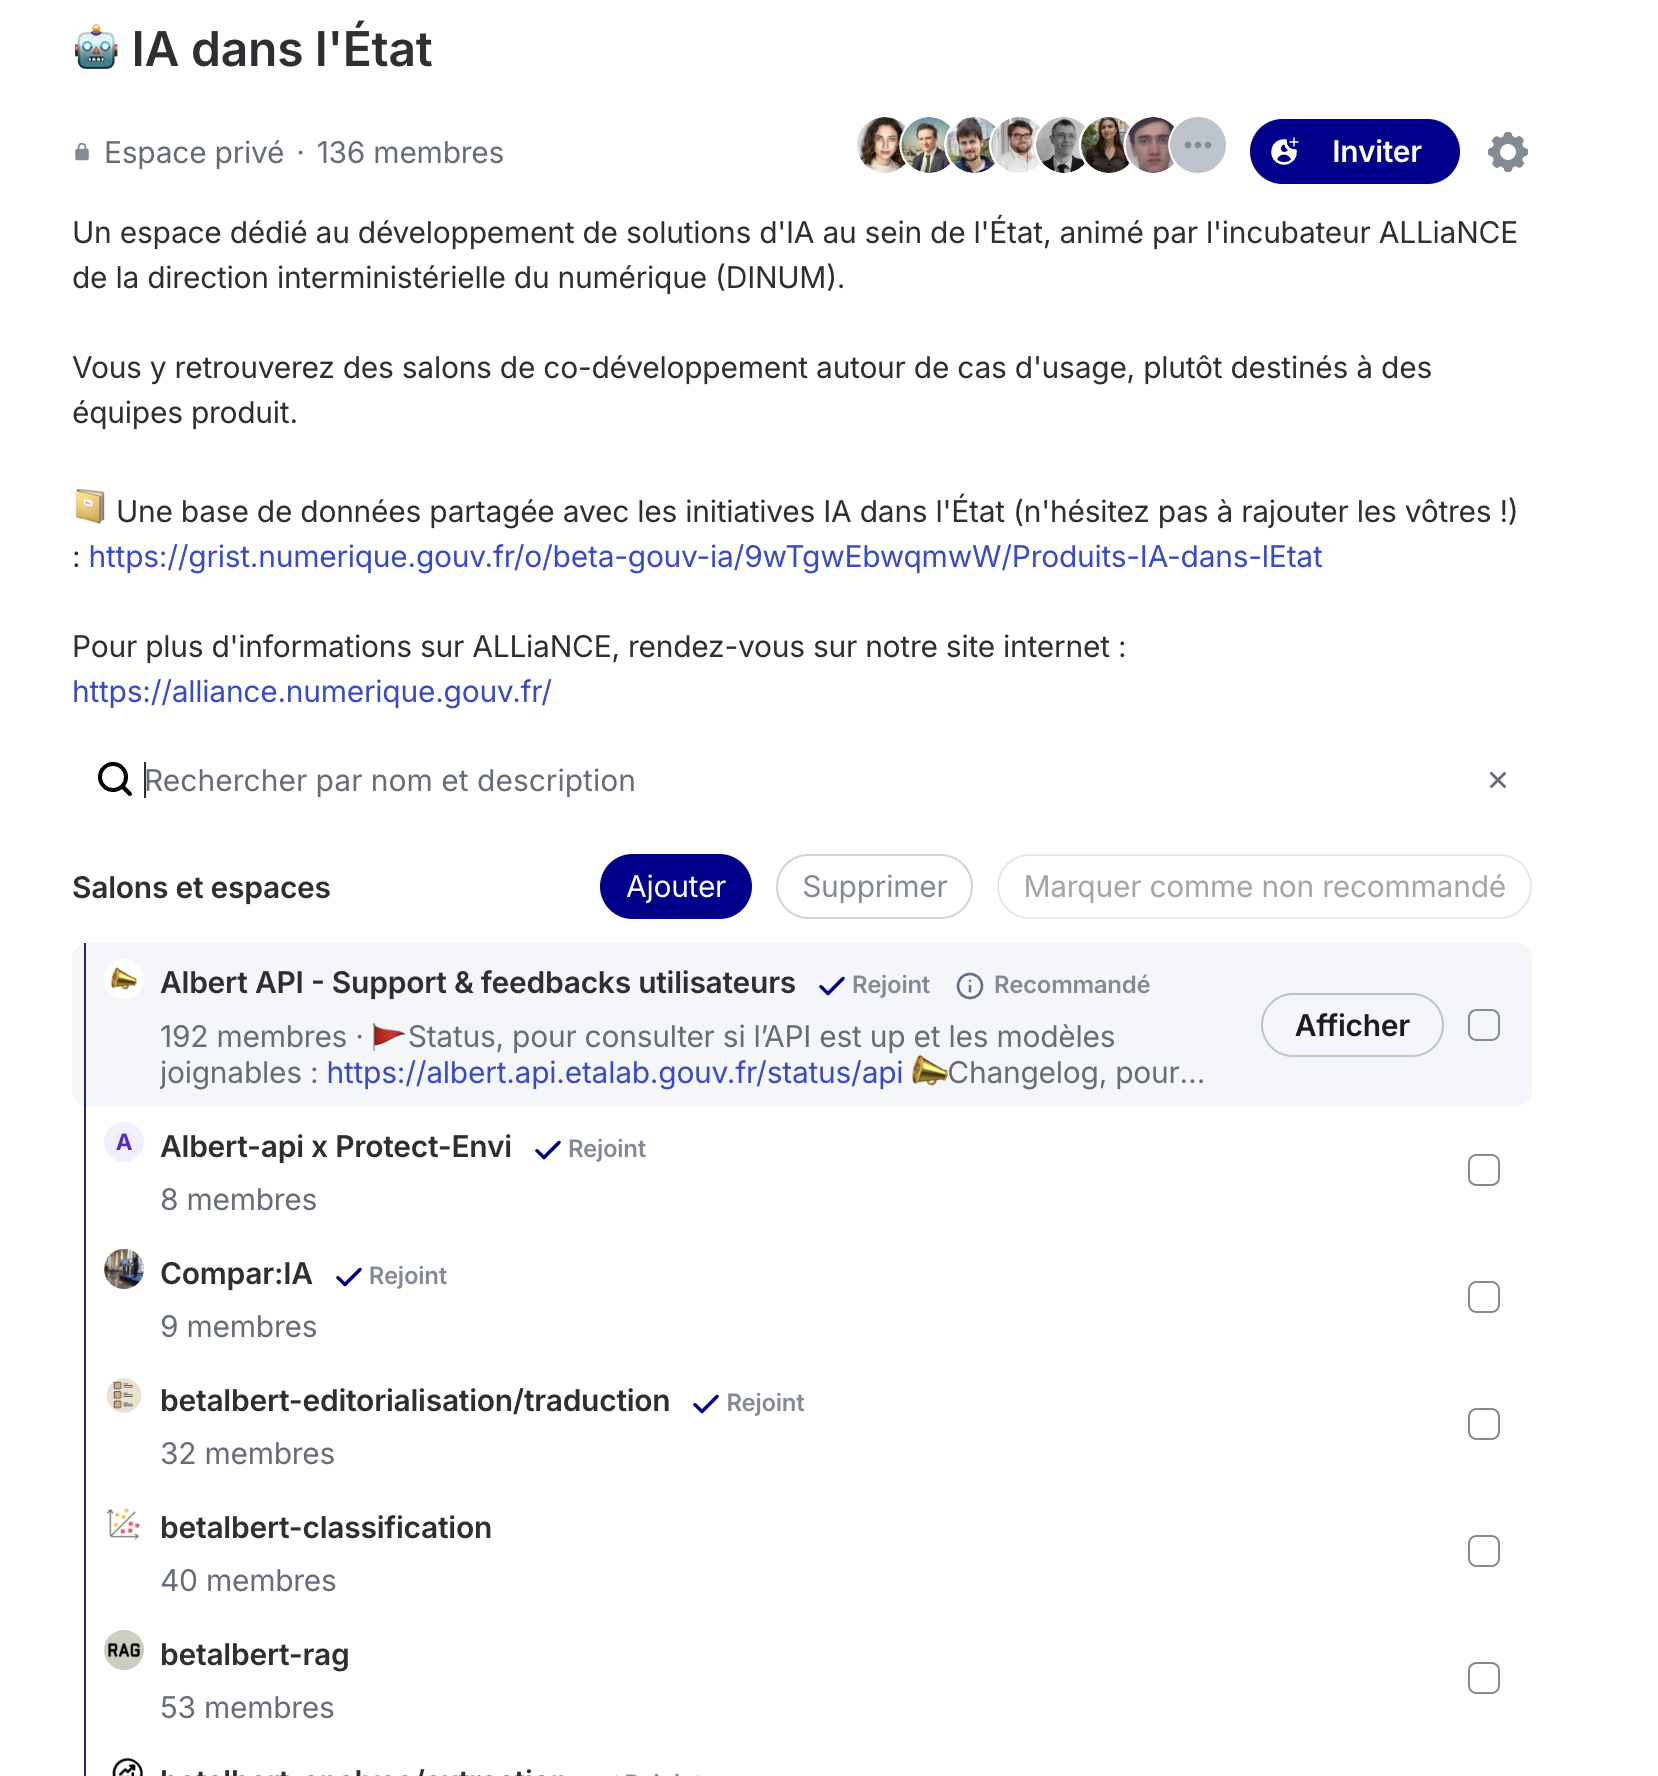 IA dans l'État
Espace privé · 136 membres
Inviter
Un espace dédié au développement de solutions d'IA au sein de l'État, animé par l'incubateur ALLiaNCE
de la direction interministérielle du numérique (DINUM).
Vous y retrouverez des salons de co-développement autour de cas d'usage, plutôt destinés à des
équipes produit.
Une base de données partagée avec les initiatives IA dans l'État (n'hésitez pas à rajouter les vôtres !)
: https://grist.numerique.gouv.fr/o/beta-gouv-ia/9wTgwEbwqmwW/Produits-IA-dans-lEtat
Pour plus d'informations sur ALLiaNCE, rendez-vous sur notre site internet :
https://alliance.numerique.gouv.fr/
Rechercher par nom et description
Salons et espaces Ajouter Supprimer Marquer comme non recommandé
Albert API - Support & feedbacks utilisateurs Rejoint Recommandé
192 membres · Status, pour consulter si l’API est up et les modèles
joignables : https://albert.api.etalab.gouv.fr/status/api Changelog, pour…
Afficher
A Albert-api x Protect-Envi Rejoint
8 membres
Compar:IA Rejoint
9 membres
betalbert-editorialisation/traduction Rejoint
32 membres
betalbert-classification
40 membres
RAG betalbert-rag
53 membres